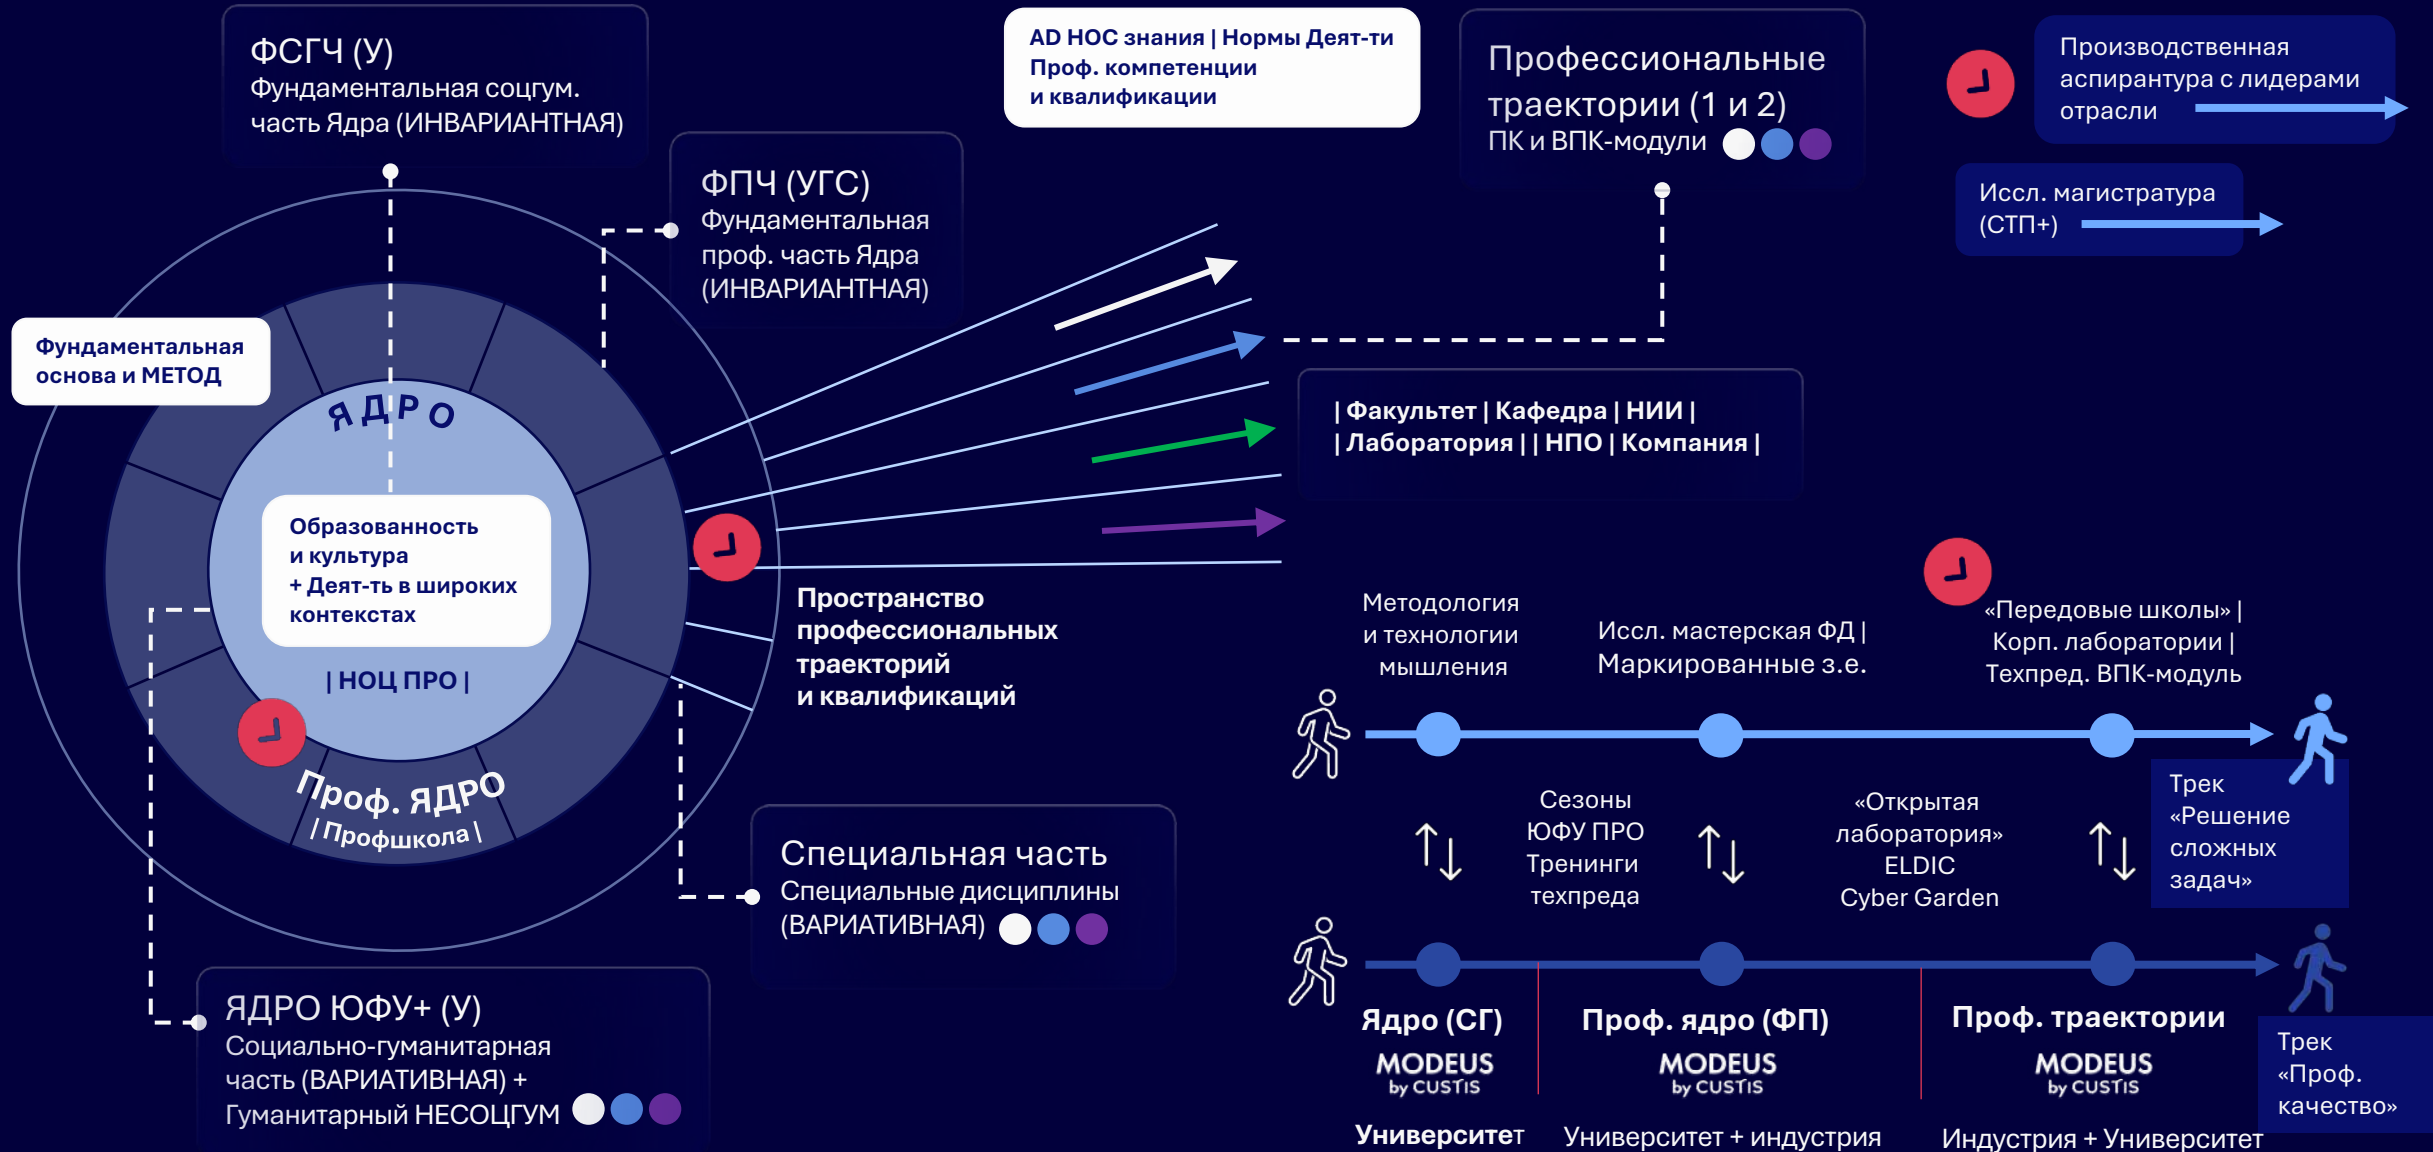 ФСГЧ (У)
Фундаментальная соцгум.
часть Ядра (ИНВАРИАНТНАЯ)
AD HOC знания | Нормы Деят-ти
Проф. компетенции
и квалификации
Профессиональные
траектории (1 и 2)
ПК и ВПК-модули
Производственная
аспирантура с лидерами
отрасли
Иссл. магистратура
(СТП+)
ФПЧ (УГС)
Фундаментальная
проф. часть Ядра
(ИНВАРИАНТНАЯ)
Фундаментальная
основа и МЕТОД
ЯДРО
Образованность
и культура
+ Деят-ть в широких
контекстах
| НОЦ ПРО |
Проф. ЯДРО
| Профшкола |
| Факультет | Кафедра | НИИ |
| Лаборатория | | НПО | Компания |
Пространство
профессиональных
траекторий
и квалификаций
Специальная часть
Специальные дисциплины
(ВАРИАТИВНАЯ)
ЯДРО ЮФУ+ (У)
Социально-гуманитарная
часть (ВАРИАТИВНАЯ) +
Гуманитарный НЕСОЦГУМ
Методология
и технологии
мышления
Иссл. мастерская ФД |
Маркированные з.е.
«Передовые школы» |
Корп. лаборатории |
Техпред. ВПК-модуль
Сезоны
ЮФУ ПРО
Тренинги
техпреда
«Открытая
лаборатория»
ELDIC
Cyber Garden
Трек
«Решение
сложных
задач»
Ядро (СГ)
MODEUS
by CUSTIS
Университет
Проф. ядро (ФП)
MODEUS
by CUSTIS
Университет + индустрия
Проф. траектории
MODEUS
by CUSTIS
Индустрия + Университет
Трек
«Проф.
качество»